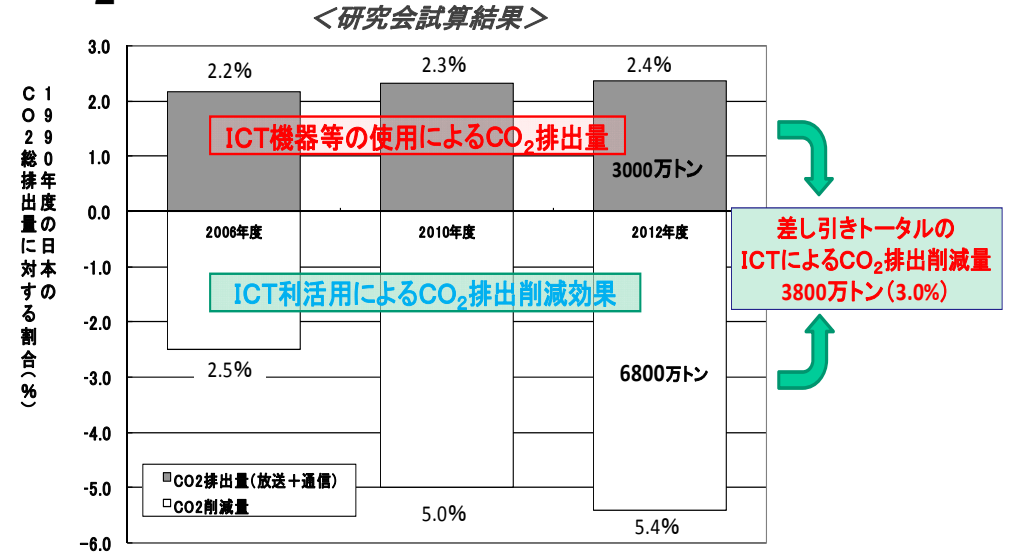 ＜研究会試算結果＞
1990年度の日本の
CO2総排出量に対する割合(%)
3.0
2.0
1.0
0.0
-1.0
-2.0
-3.0
-4.0
-5.0
-6.0
2.2%
2.3%
2.4%
ICT機器等の使用によるCO₂排出量
3000万トン
2006年度
2010年度
2012年度
ICT利活用によるCO₂排出削減効果
2.5%
6800万トン
5.0%
5.4%
CO2排出量(放送＋通信)
CO2削減量
差し引きトータルの
ICTによるCO₂排出削減量
3800万トン(3.0%)